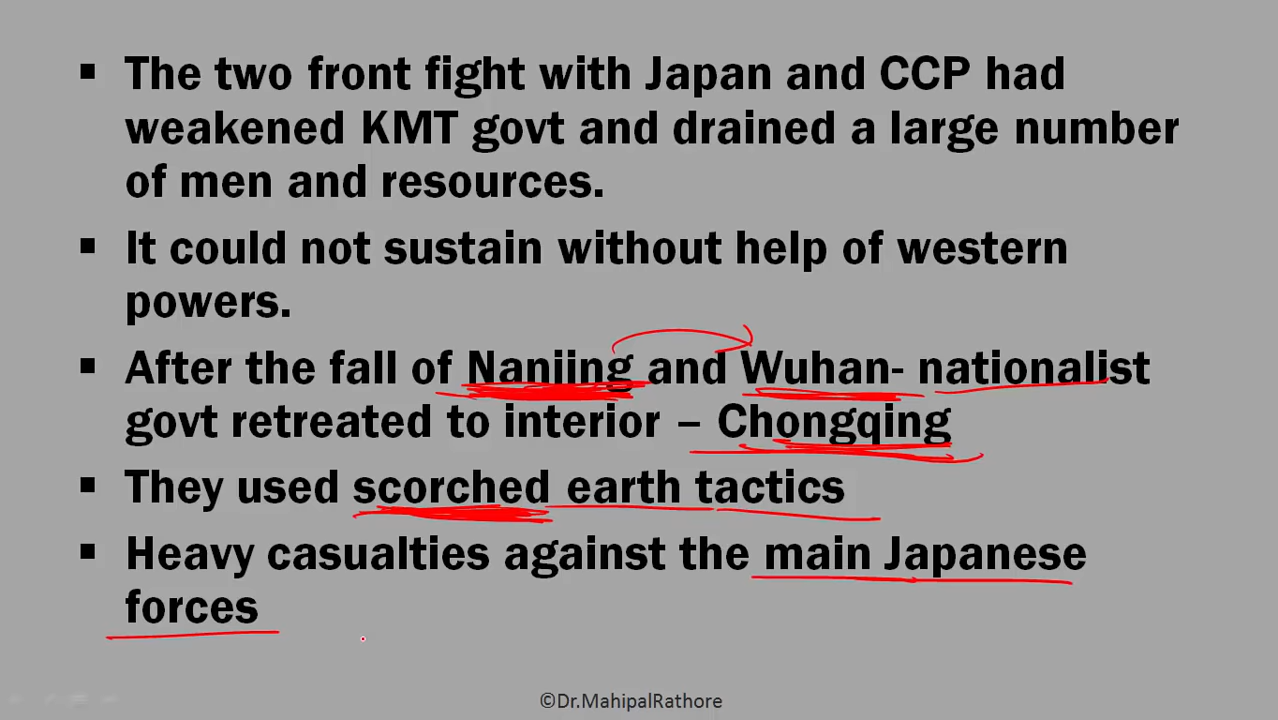 ▪ The two front fight with Japan and CCP had
weakened KMT govt and drained a large number
of men and resources.
▪ It could not sustain without help of western
powers.
▪ After the fall of Nanjing and Wuhan- nationalist
govt retreated to interior – Chongqing
▪ They used scorched earth tactics
▪ Heavy casualties against the main Japanese
forces
©Dr.MahipalRathore